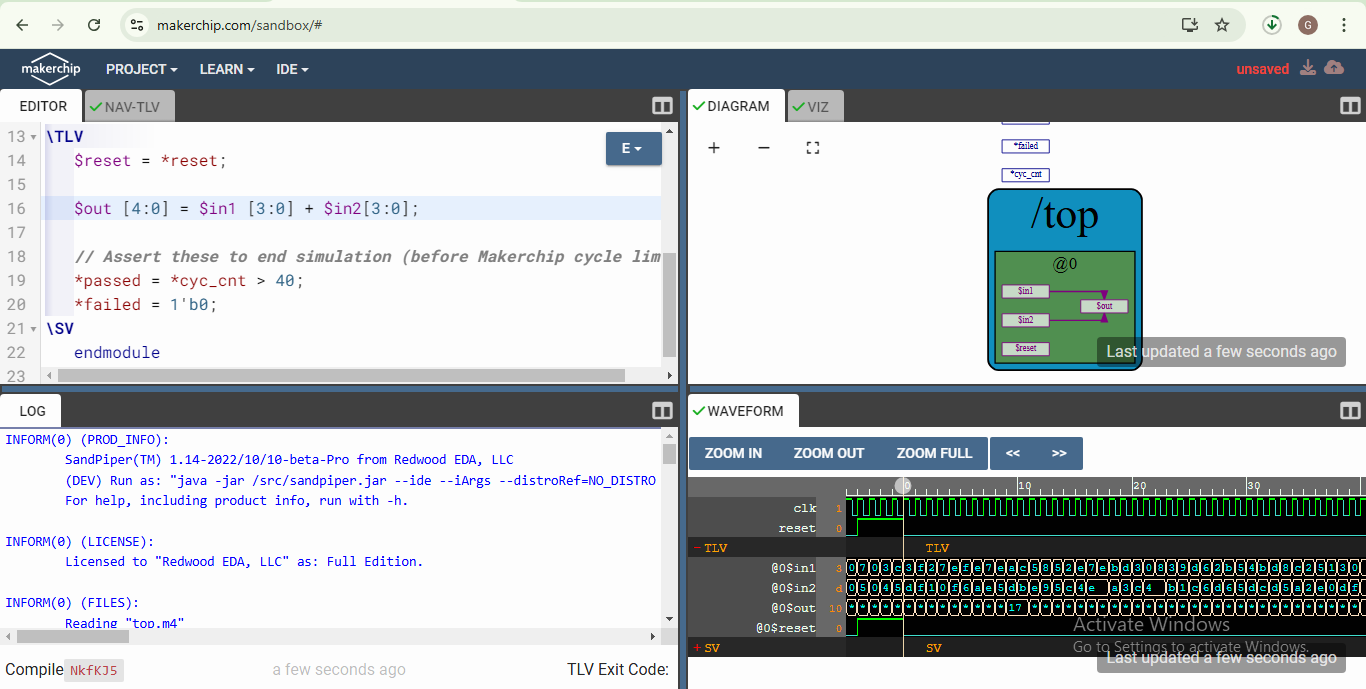 makerchip.com/sandbox/#
G
makerchip
PROJECT
LEARN
IDE
unsaved
EDITOR
NAV-TLV
13 \TLV
14 $reset = *reset;
15
16 $out [4:0] = $in1 [3:0] + $in2[3:0];
17
18 // Assert these to end simulation (before Makerchip cycle lim
19 *passed = *cyc_cnt > 40;
20 *failed = 1'b0;
21 \SV
22 endmodule
23
E
DIAGRAM
VIZ
*failed
*cyc_cnt
/top
@0
$in1
$out
$in2
$reset
Last updated a few seconds ago
LOG
INFORM(0) (PROD_INFO):
SandPiper(TM) 1.14-2022/10/10-beta-Pro from Redwood EDA, LLC
(DEV) Run as: "java -jar /src/sandpiper.jar --ide --iArgs --distroRef=NO_DISTRO
For help, including product info, run with -h.
INFORM(0) (LICENSE):
Licensed to "Redwood EDA, LLC" as: Full Edition.
INFORM(0) (FILES):
Reading "top.m4"
Compile NkfKJ5
a few seconds ago
TLV Exit Code:
WAVEFORM
ZOOM IN
ZOOM OUT
ZOOM FULL
<<
>>
0 10 20 30
clk 1
reset 0
- TLV TLV
@0$in1 3
@0$in2 d
@0$out 10 17
@0$reset 0
+ SV SV
Activate Windows
Go to Settings to activate Windows.
Last updated a few seconds ago